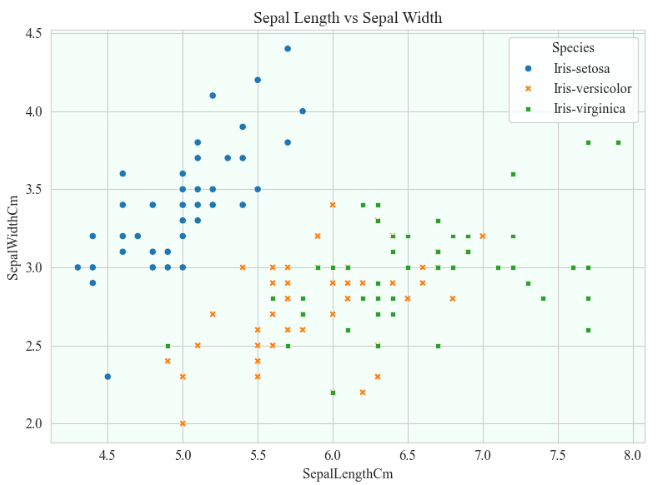 Sepal Length vs Sepal Width
4.5
4.0
3.5
3.0
2.5
2.0
SepalWidthCm
Species
Iris-setosa
Iris-versicolor
Iris-virginica
4.5 5.0 5.5 6.0 6.5 7.0 7.5 8.0
SepalLengthCm